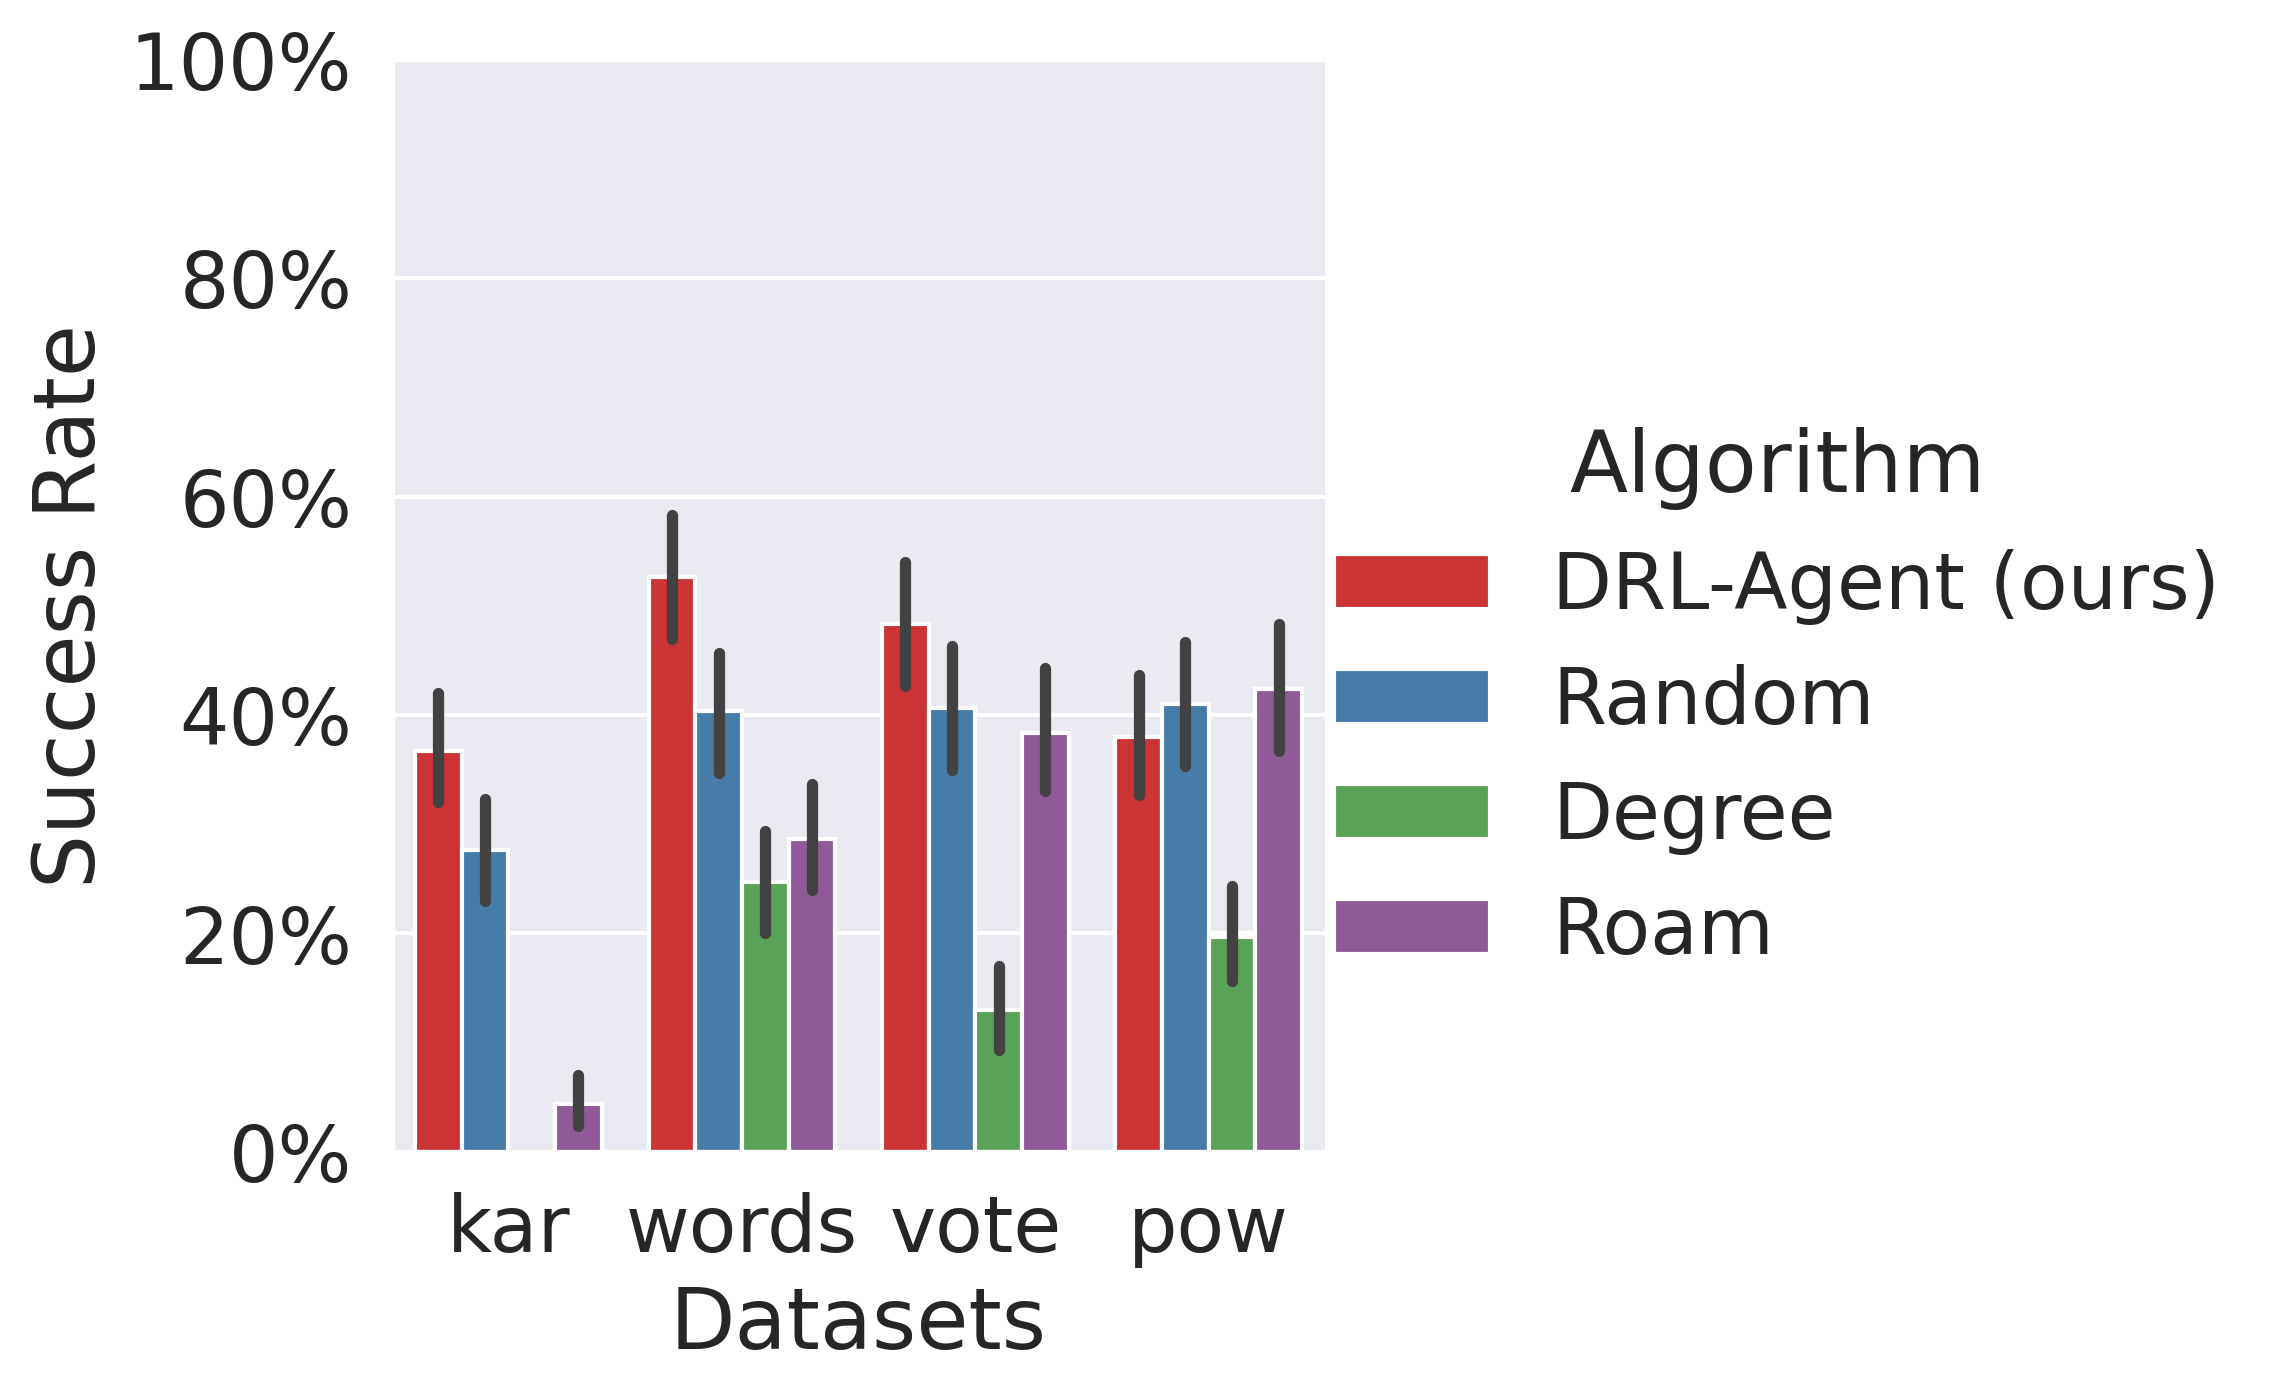 100%
80%
60%
40%
20%
0%
Success Rate
kar words vote pow
Datasets
Algorithm
DRL-Agent (ours)
Random
Degree
Roam